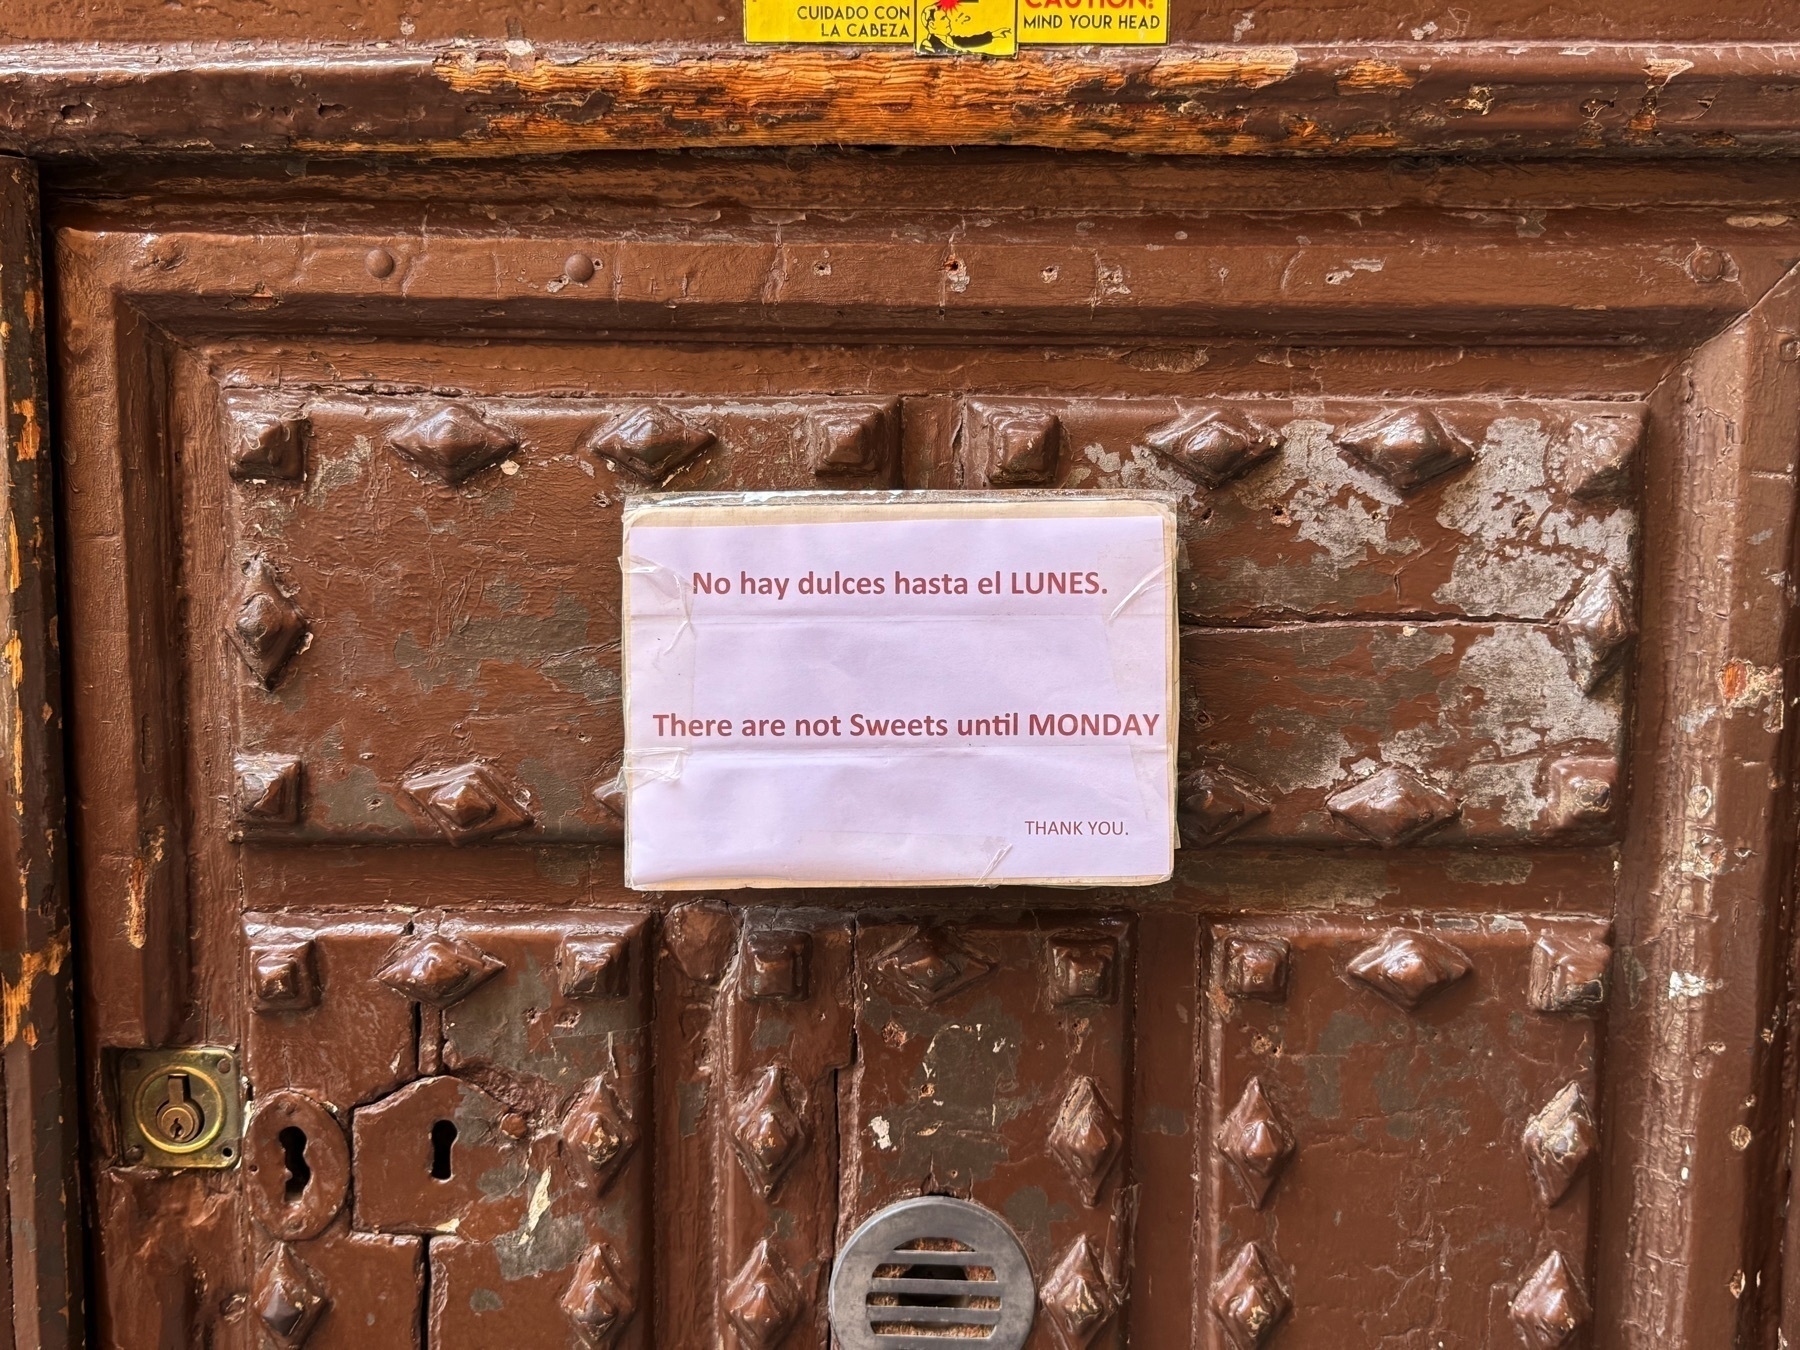 CUIDADO CON
LA CABEZA
CAUTION!
MIND YOUR HEAD
No hay dulces hasta el LUNES.
There are not Sweets until MONDAY
THANK YOU.